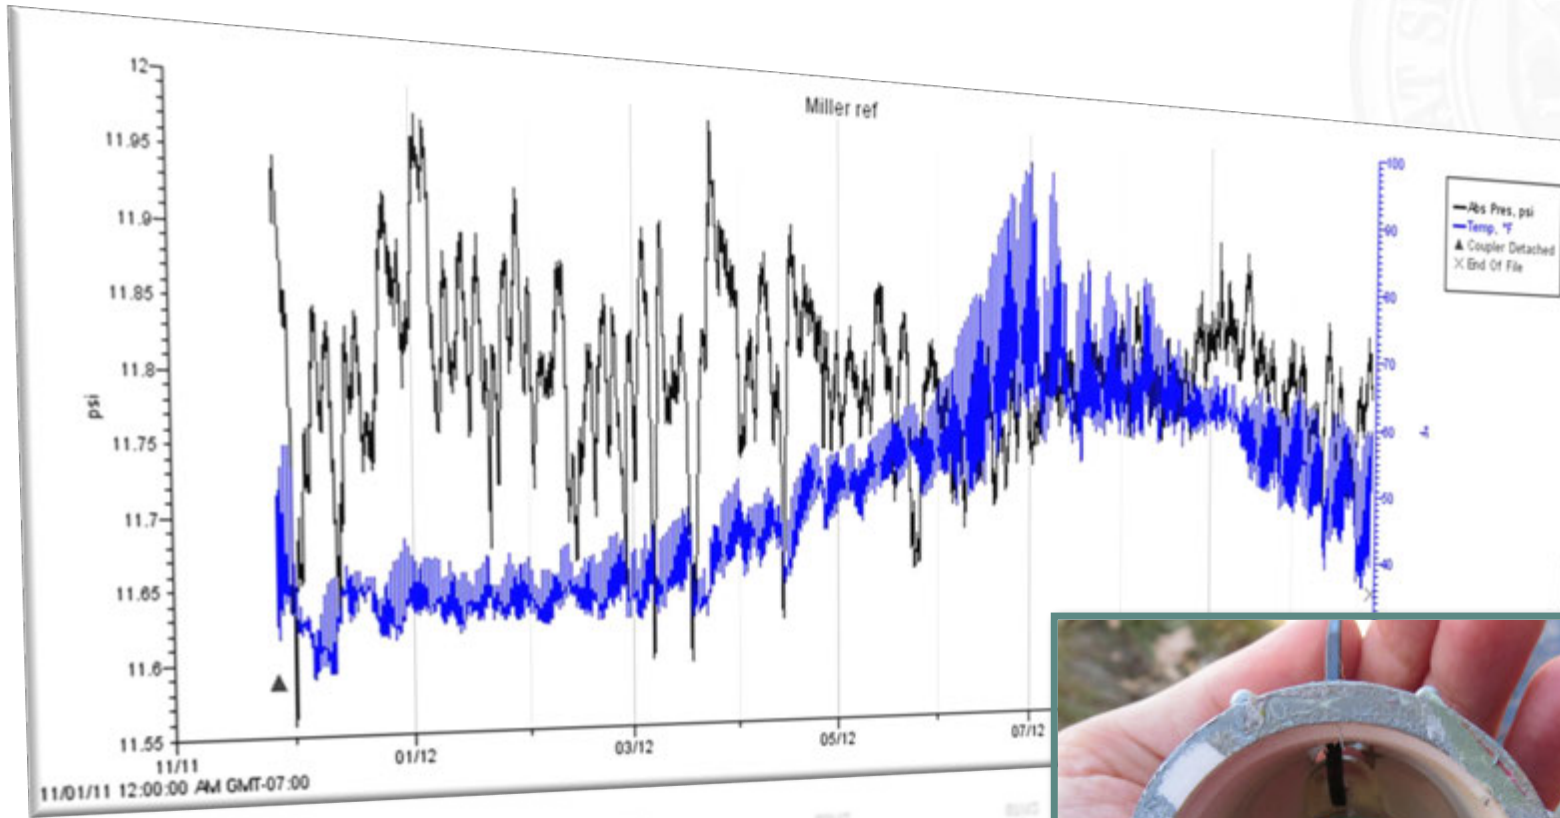 Miller ref
12
11.95
11.9
11.85
11.8
11.75
11.7
11.65
11.6
11.55
psi
100
90
80
70
60
50
40
°F
Abs Pres, psi
Temp, °F
Coupler Detached
End Of File
11/11
01/12
03/12
05/12
07/12
11/01/11 12:00:00 AM GMT-07:00